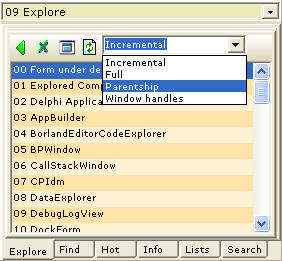 09 Explore
Incremental
Incremental
Full
Parentship
Window handles
00 Form under de
01 Explored Comp
02 Delphi Applica
03 AppBuilder
04 BorlandEditorCodeExplorer
05 BPWindow
06 CallStackWindow
07 CPIdm
08 DataExplorer
09 DebugLogView
10 DockForm
Explore Find Hot Info Lists Search